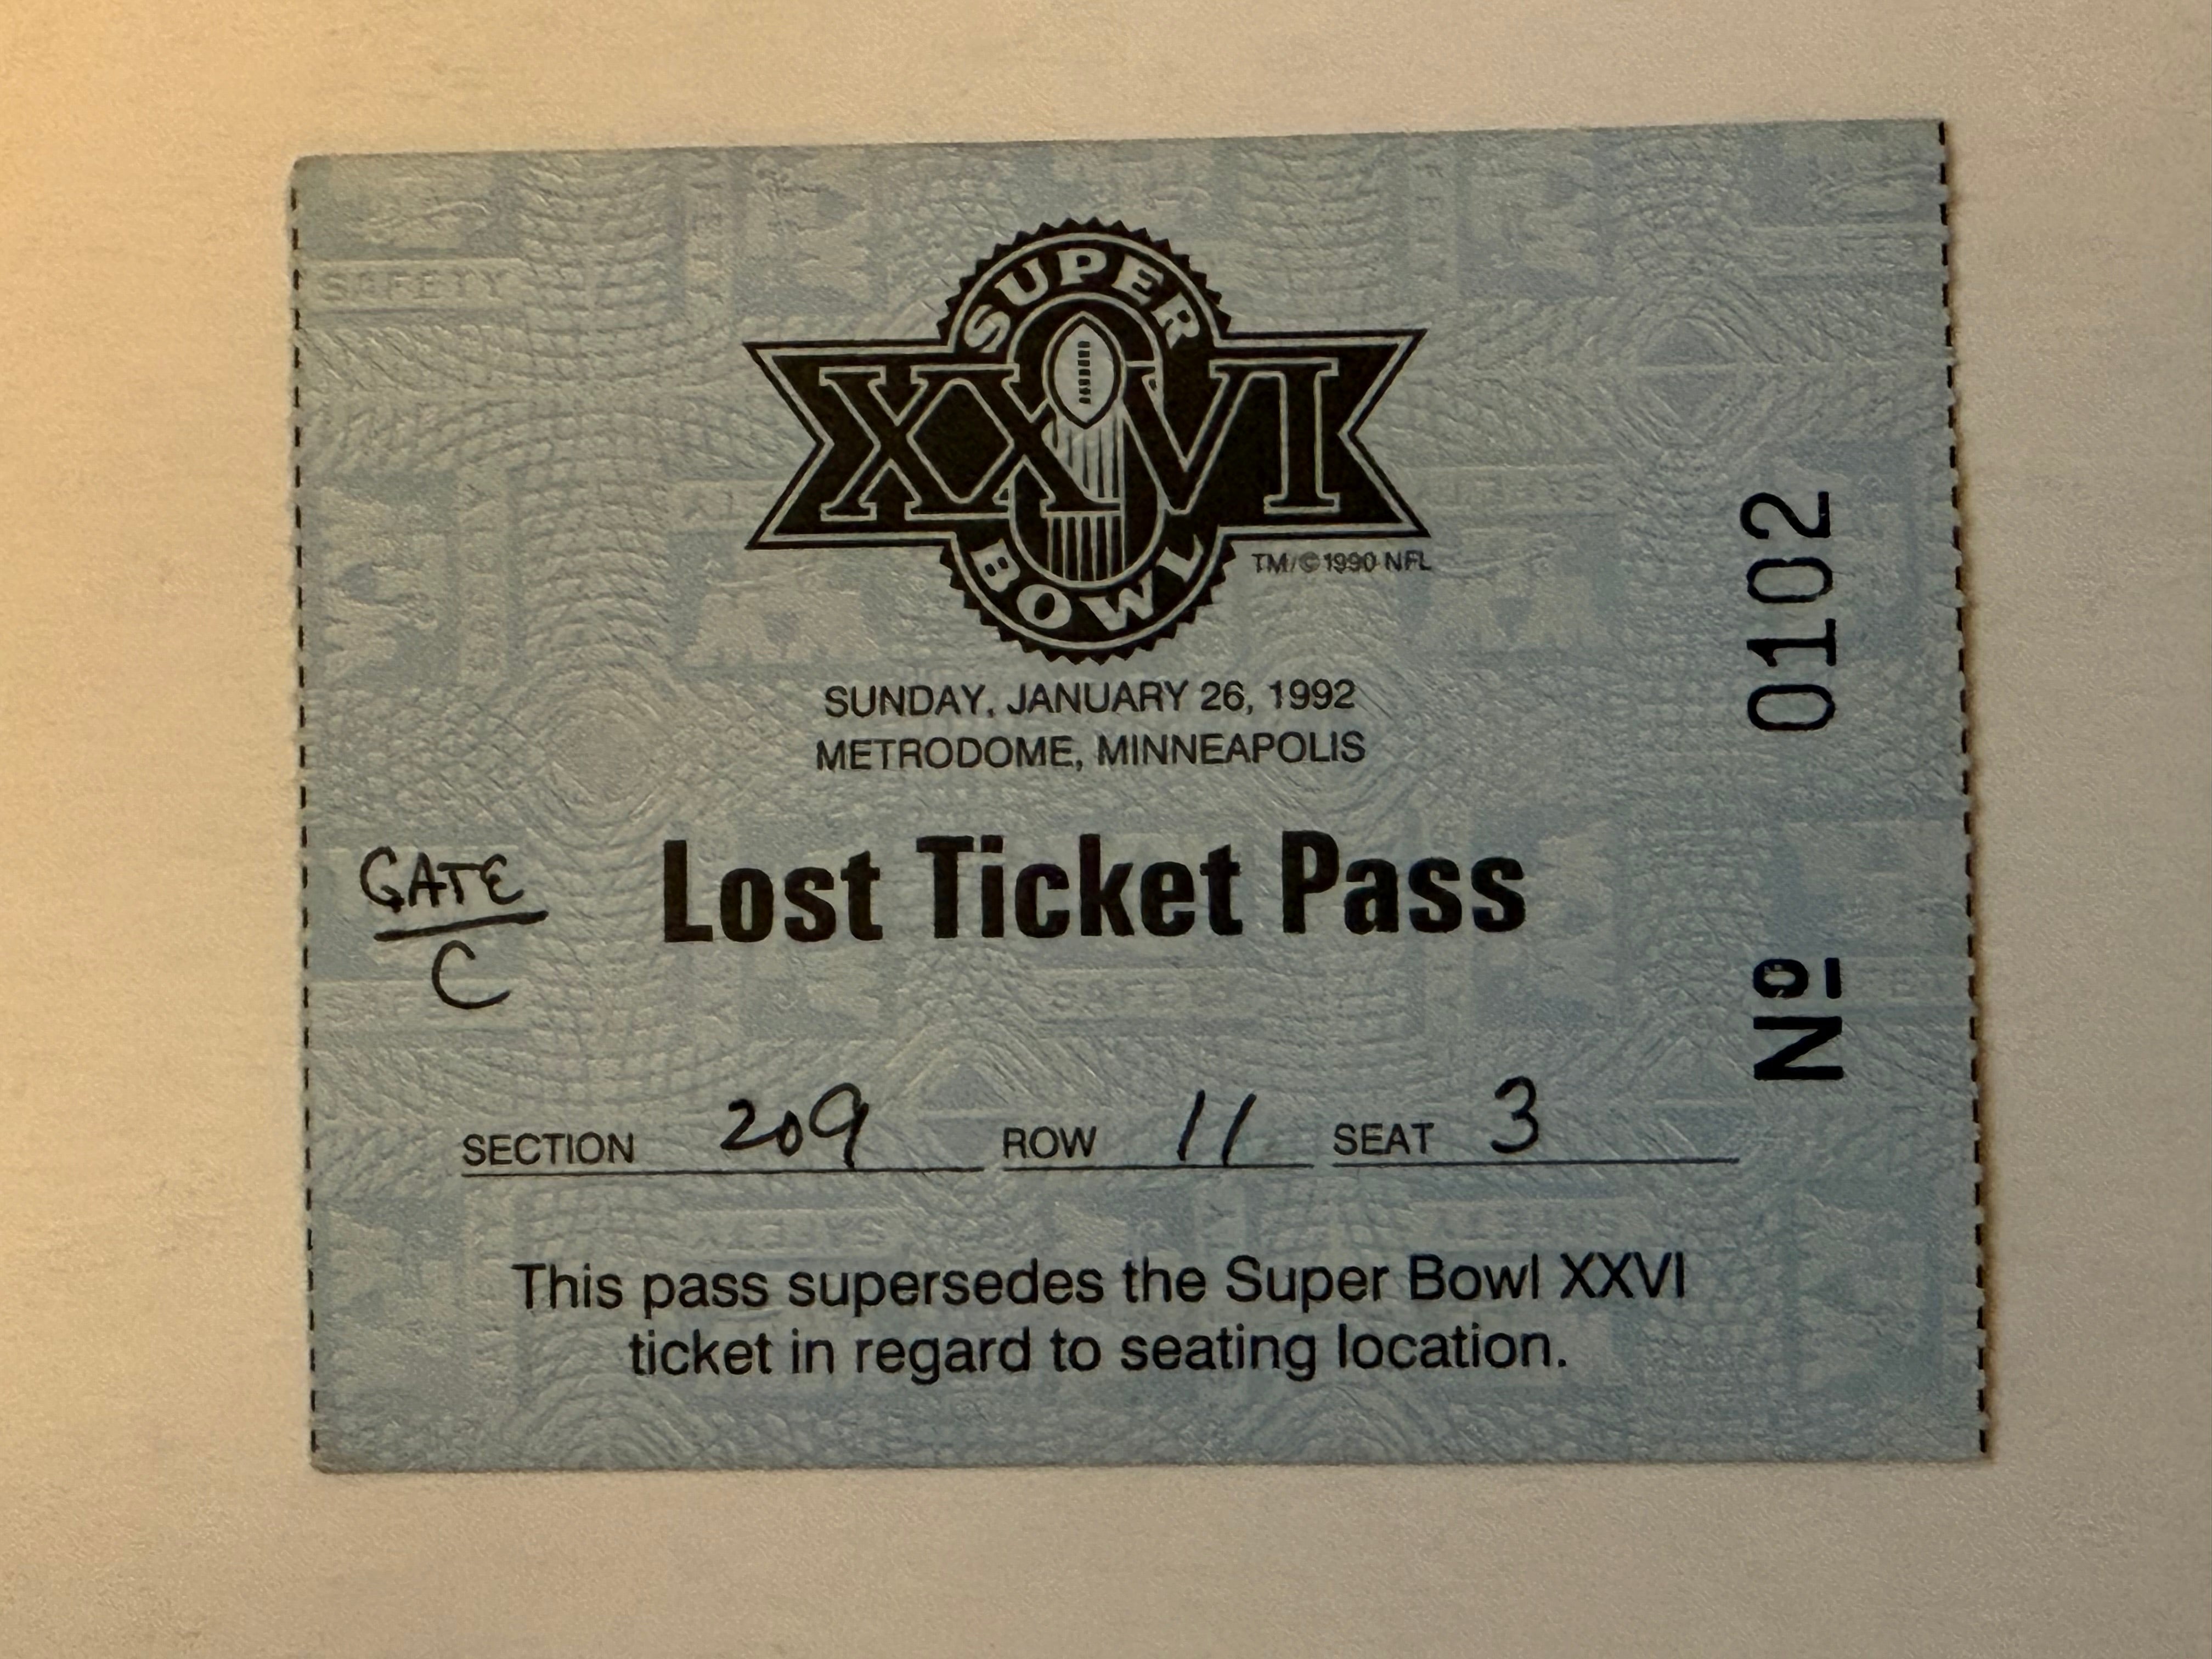 SUPER
XXVI
BOWL
TM/©1990 NFL
SUNDAY, JANUARY 26, 1992
METRODOME, MINNEAPOLIS
GATE
C
Lost Ticket Pass
Nº 0102
SECTION 209 ROW 11 SEAT 3
This pass supersedes the Super Bowl XXVI
ticket in regard to seating location.
SAFETY